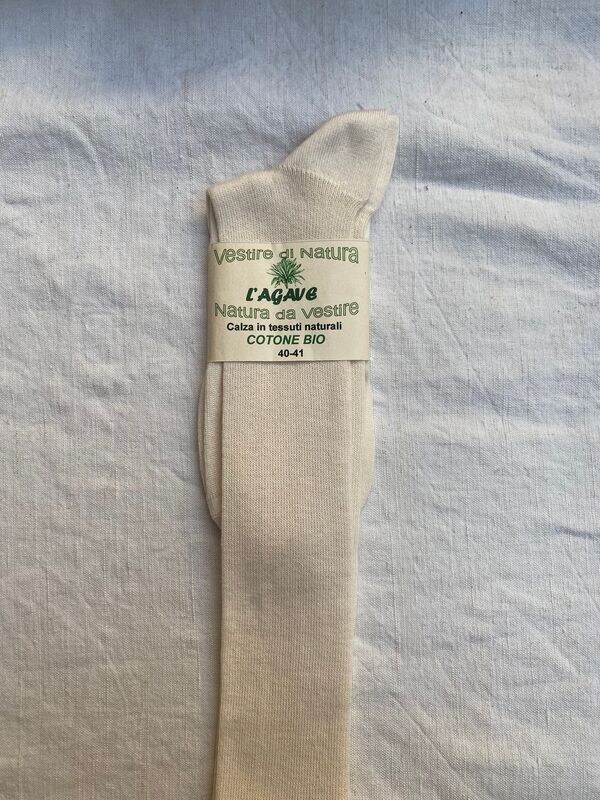 Vestire di Natura
L'AGAVE
Natura da Vestire
Calza in tessuti naturali
COTONE BIO
40-41